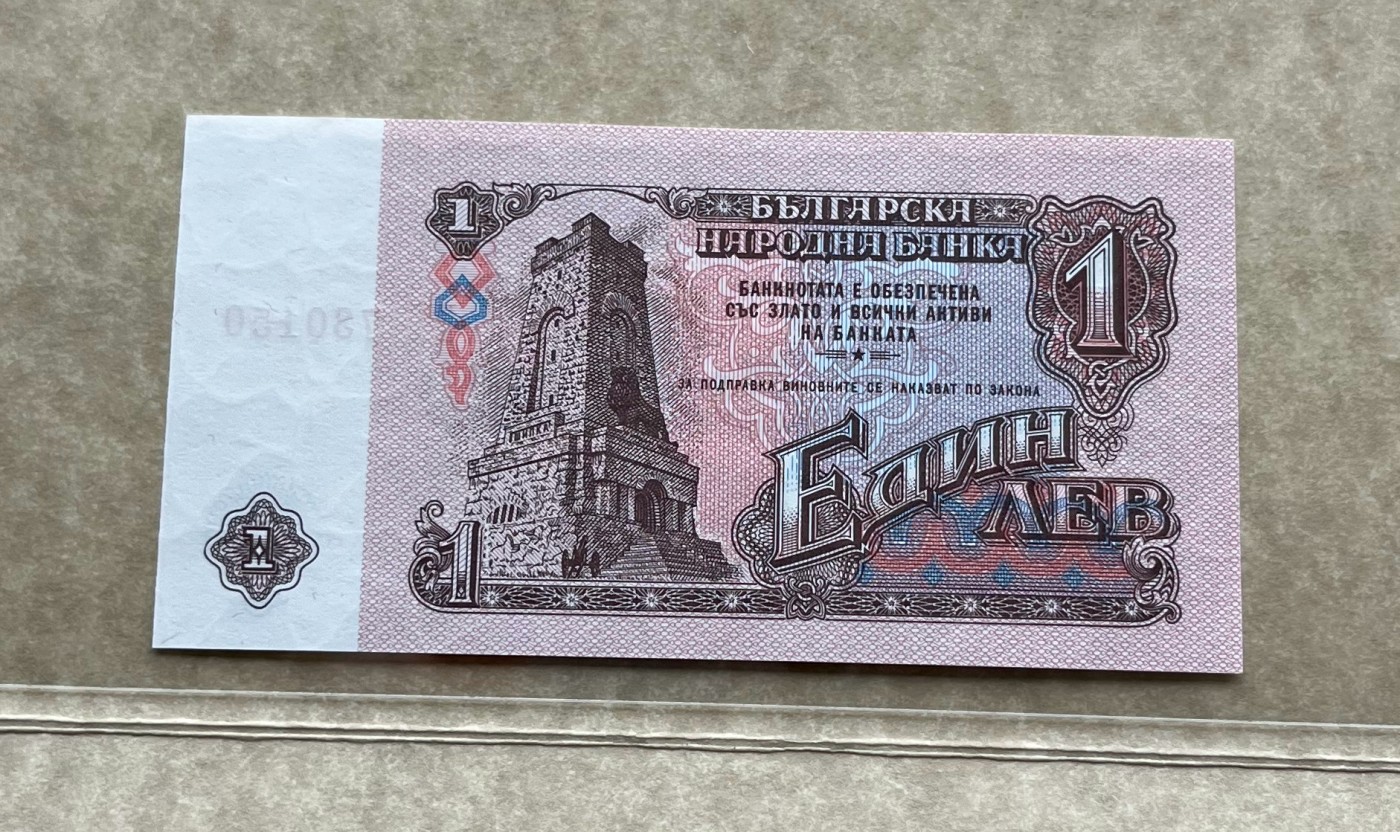 1
БЪЛГАРСКА
НАРОДНА БАНКА
1
БАНКНОТАТА Е ОБЕЗПЕЧЕНА
СЪС ЗЛАТО И ВСИЧКИ АКТИВИ
НА БАНКАТА
ЗА ПОДПРАВКА ВИНОВНИТЕ СЕ НАКАЗВАТ ПО ЗАКОНА
ЕДИН
ЛЕВ
1
1